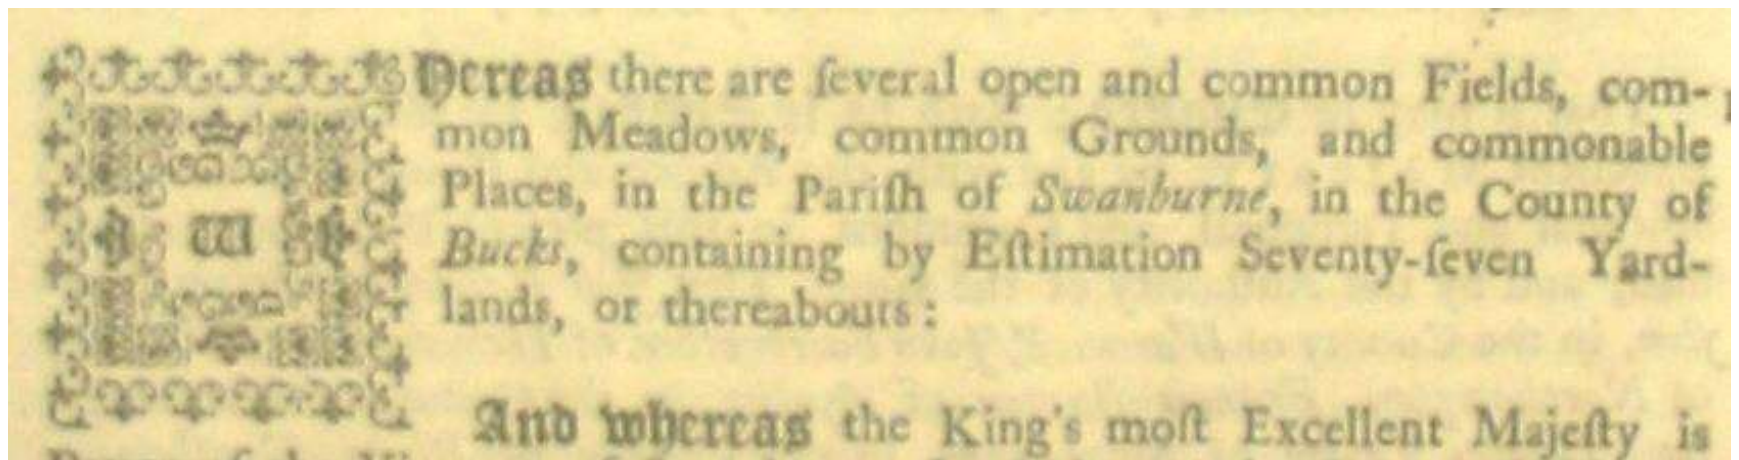 Whereas there are ſeveral open and common Fields, com-
mon Meadows, common Grounds, and commonable
Places, in the Pariſh of Swanburne, in the County of
Bucks, containing by Eſtimation Seventy-ſeven Yard-
lands, or thereabouts:
And whereas the King's moſt Excellent Majeſty is